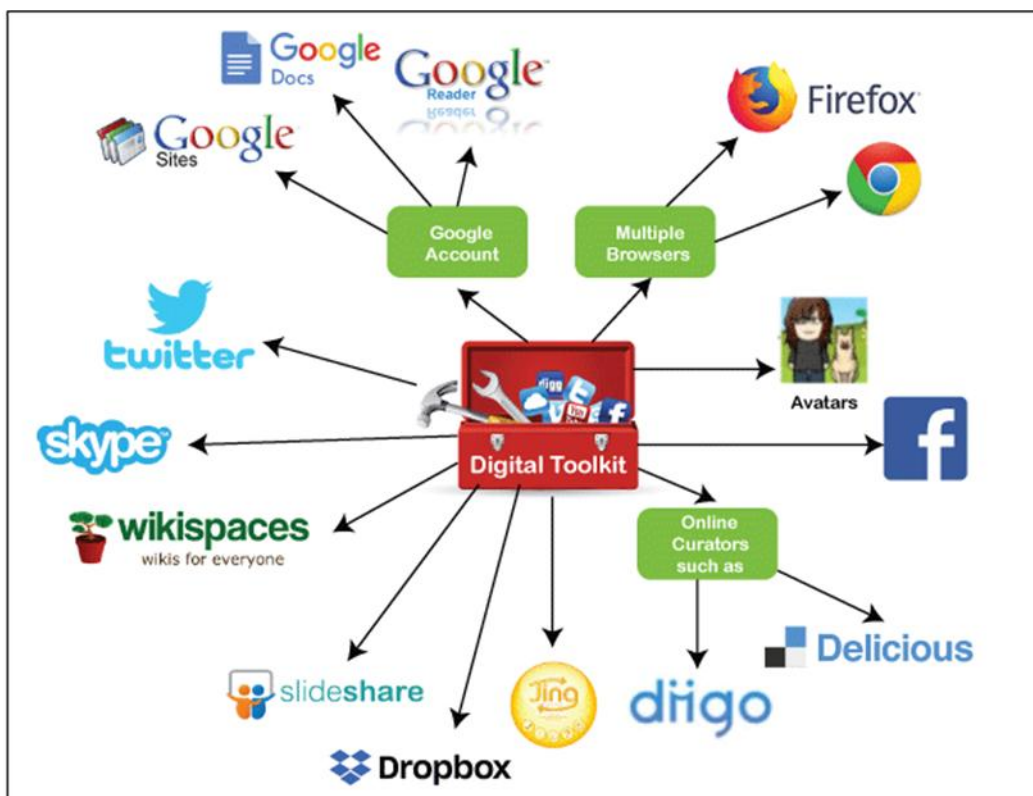 Google
Docs
Google
Reader
Google
Sites
Firefox
Google
Account
Multiple
Browsers
twitter
Avatars
skype
digg
f
Digital Toolkit
f
wikispaces
wikis for everyone
Online
Curators
such as
Delicious
slideshare
Jing
diigo
Dropbox